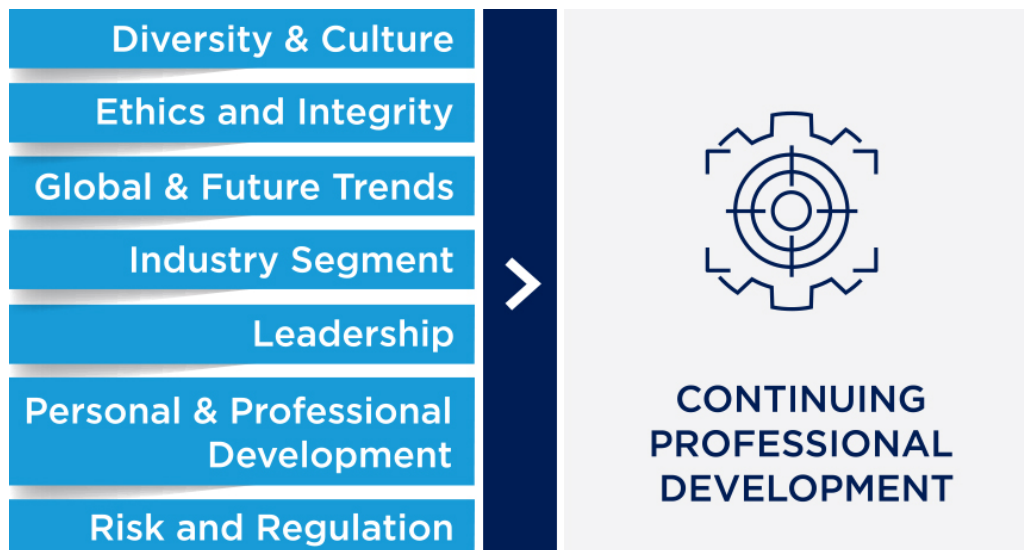 Diversity & Culture
Ethics and Integrity
Global & Future Trends
Industry Segment
Leadership
Personal & Professional
Development
Risk and Regulation
CONTINUING
PROFESSIONAL
DEVELOPMENT